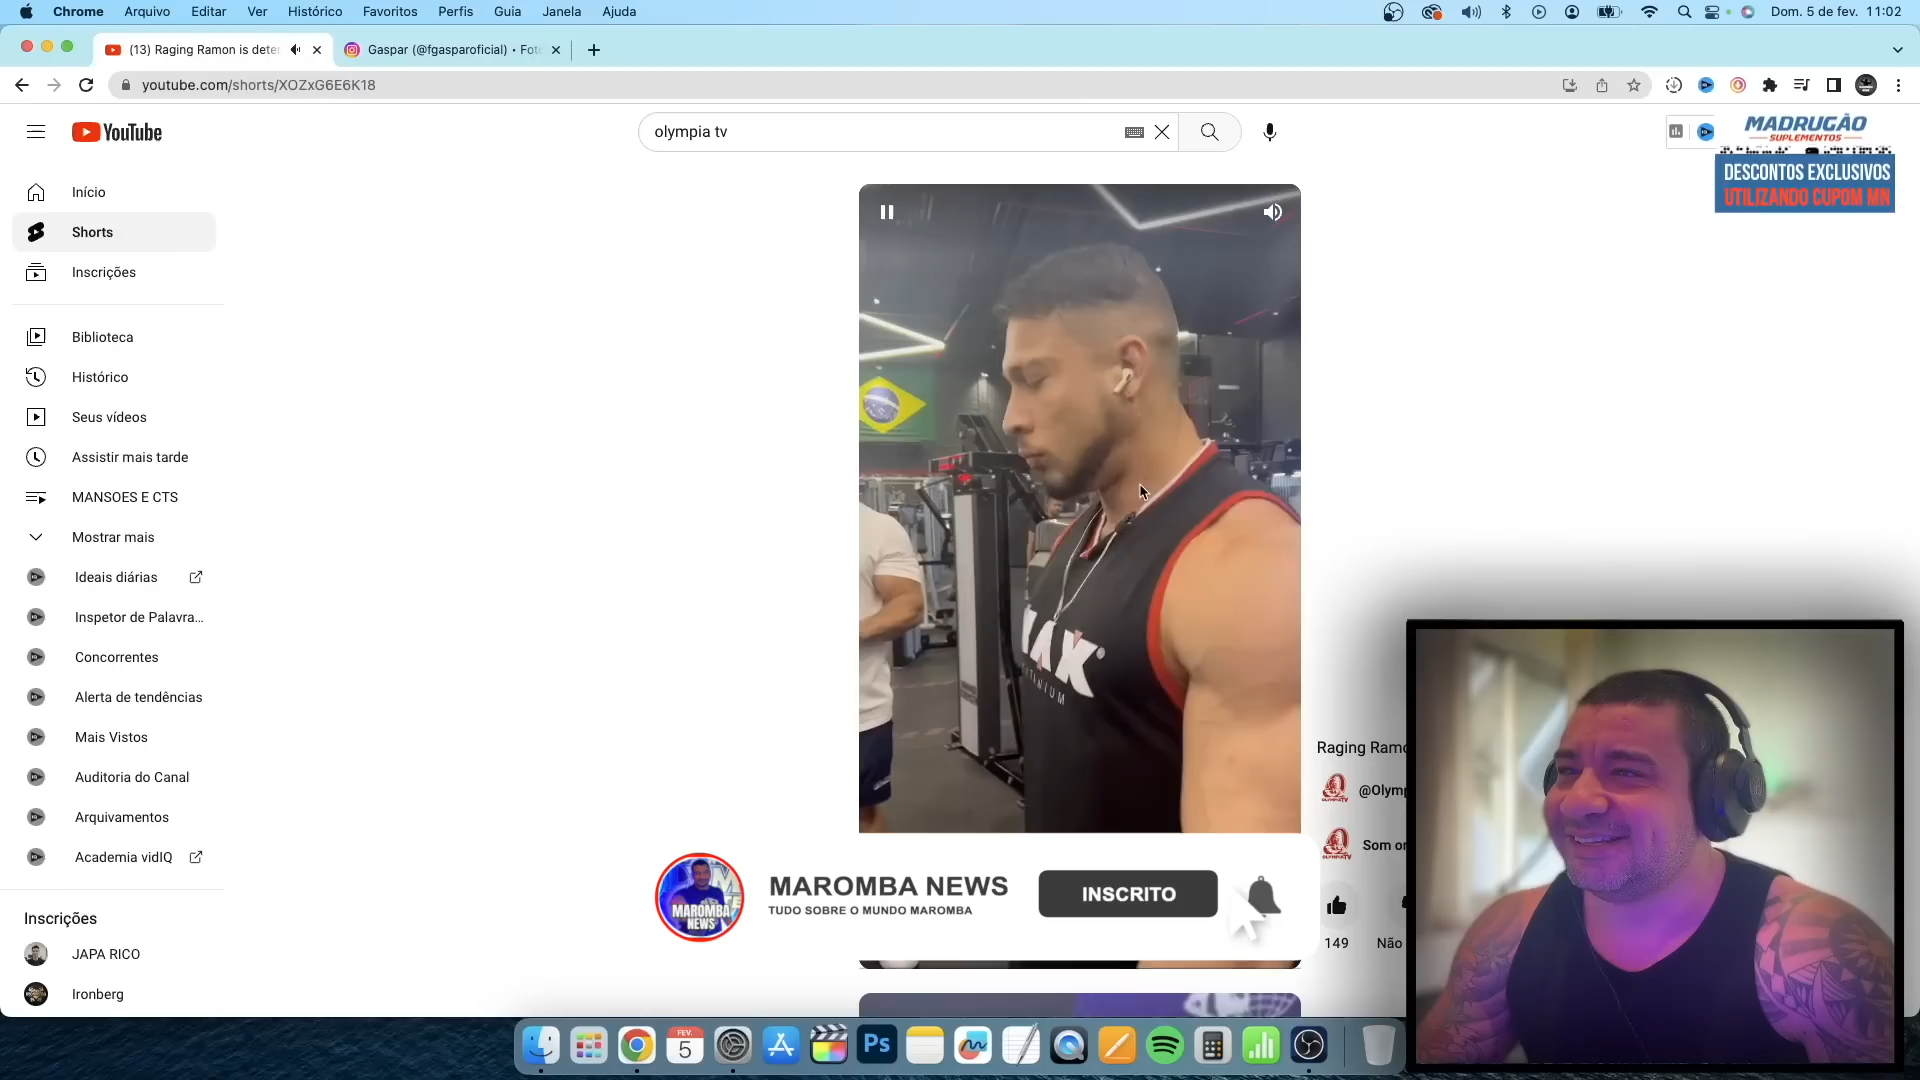 Chrome Arquivo Editar Ver Histórico Favoritos Perfis Guia Janela Ajuda
Dom. 5 de fev. 11:02
(13) Raging Ramon is dete
Gaspar (@fgasparoficial) • Fot
youtube.com/shorts/XOZxG6E6K18
YouTube
olympia tv
MADRUGÃO
SUPLEMENTOS
DESCONTOS EXCLUSIVOS
UTILIZANDO CUPOM MN
Início
Shorts
Inscrições
Biblioteca
Histórico
Seus vídeos
Assistir mais tarde
MANSOES E CTS
Mostrar mais
Ideais diárias
Inspetor de Palavra...
Concorrentes
Alerta de tendências
Mais Vistos
Auditoria do Canal
Arquivamentos
Academia vidIQ
Inscrições
JAPA RICO
Ironberg
Raging Ramo
@Olymp
Som or
149
Não
MAROMBA NEWS
TUDO SOBRE O MUNDO MAROMBA
INSCRITO
MAROMBA
NEWS
FEV.
5
Ps